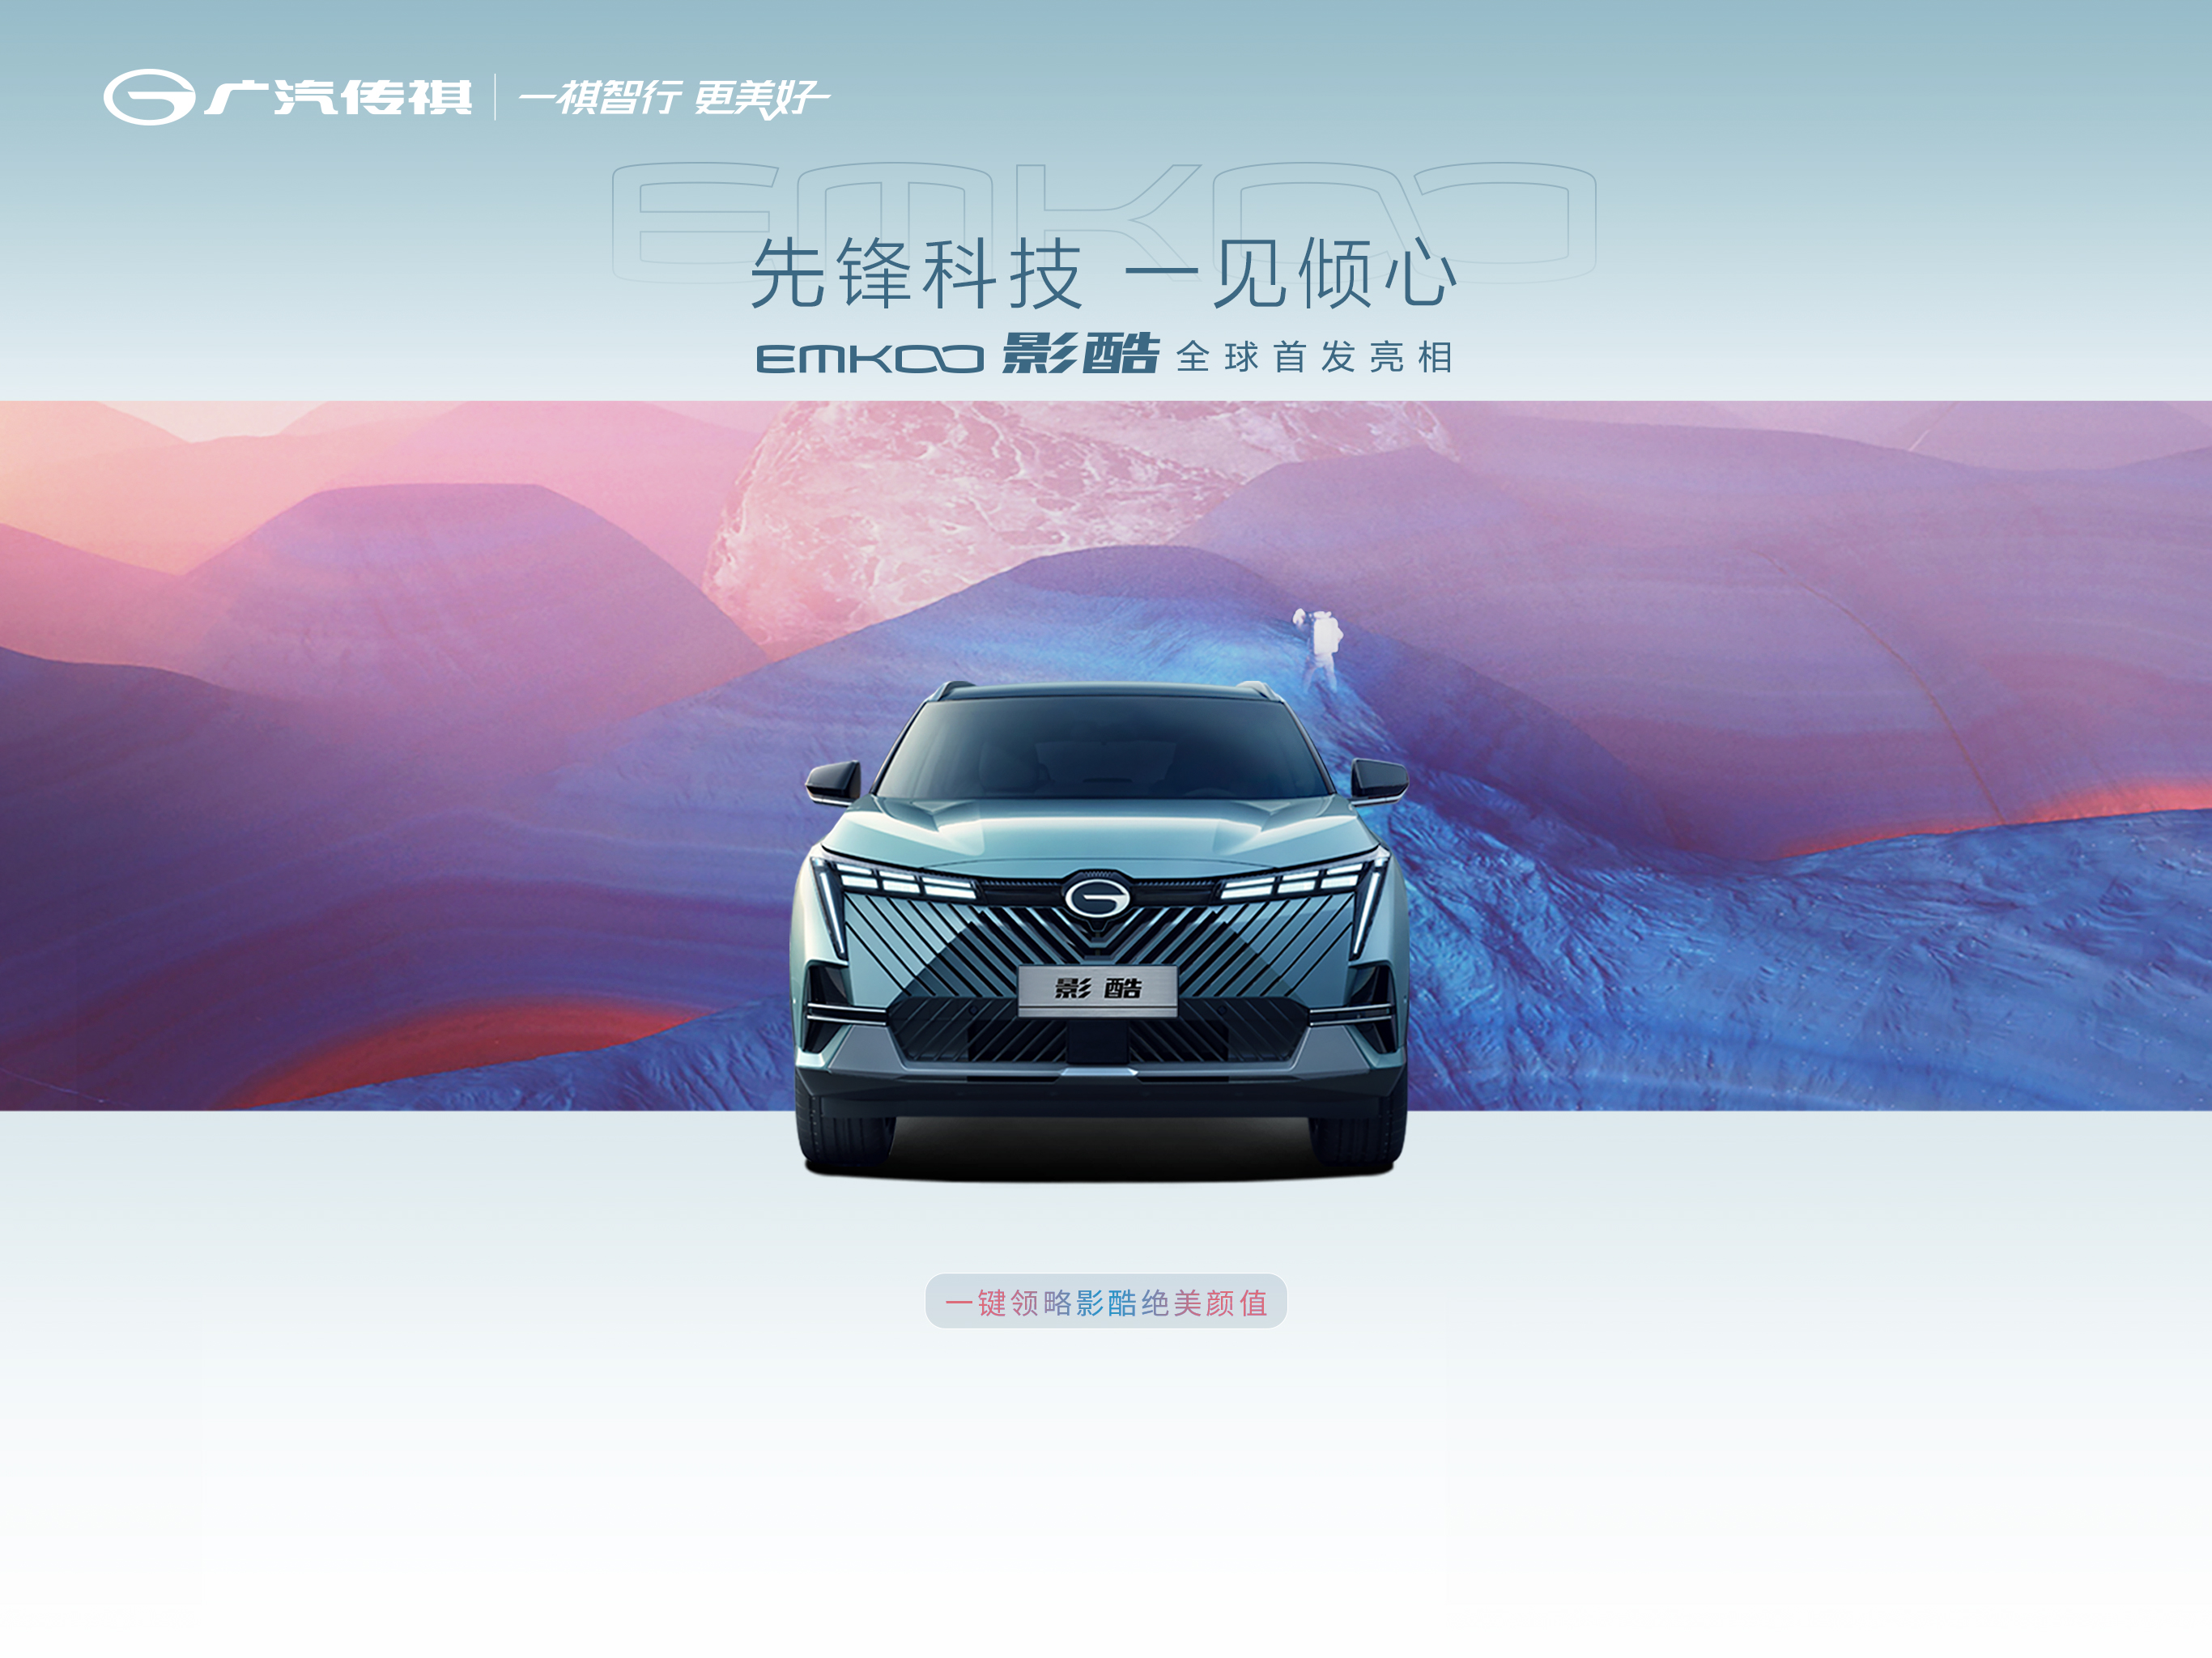 广汽传祺 一祺智行 更美好
EMKOO
先锋科技 一见倾心
EMKOO 影酷 全球首发亮相
影酷
一键领略影酷绝美颜值